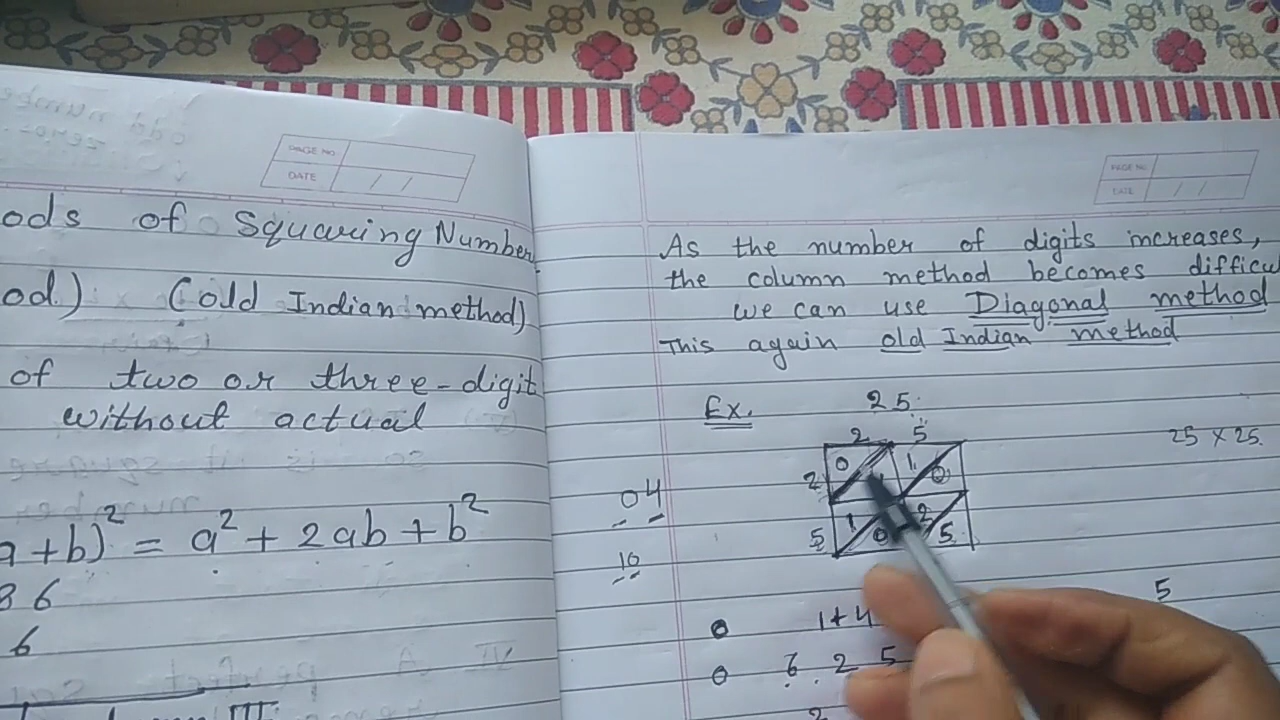 PAGE NO.
DATE / /
ods of Squaring Number
od.) (old Indian method)
of two or three-digit
without actual
a+b)² = a² + 2ab + b²
36
6
PAGE NO.
DATE / /
As the number of digits increases,
the column method becomes difficu
we can use Diagonal method
This again old Indian method
Ex. 25
2 5
25 × 25
2 0 1 0
04
5 1 0 2 5
10
5
0 1+4
0 6 2 5
2